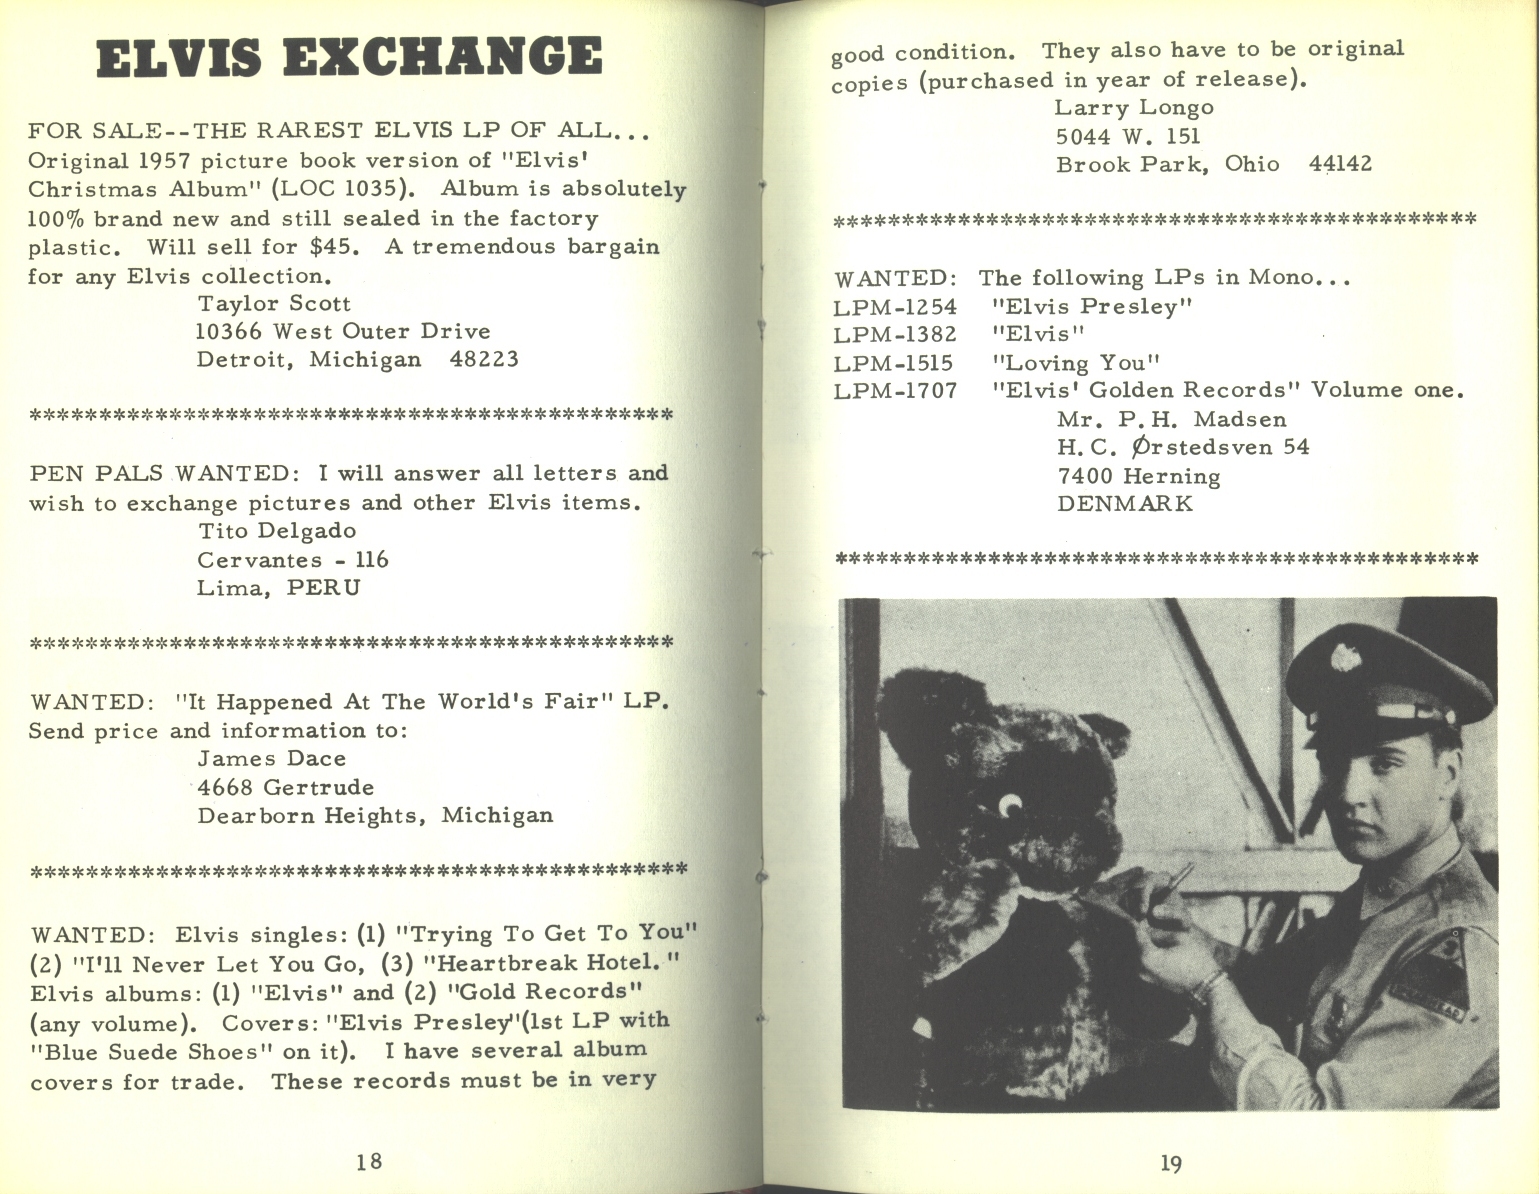 ELVIS EXCHANGE
FOR SALE--THE RAREST ELVIS LP OF ALL...
Original 1957 picture book version of "Elvis'
Christmas Album" (LOC 1035). Album is absolutely
100% brand new and still sealed in the factory
plastic. Will sell for $45. A tremendous bargain
for any Elvis collection.
Taylor Scott
10366 West Outer Drive
Detroit, Michigan 48223
*********************************************
PEN PALS WANTED: I will answer all letters and
wish to exchange pictures and other Elvis items.
Tito Delgado
Cervantes - 116
Lima, PERU
*********************************************
WANTED: "It Happened At The World's Fair" LP.
Send price and information to:
James Dace
4668 Gertrude
Dearborn Heights, Michigan
**********************************************
WANTED: Elvis singles: (1) "Trying To Get To You"
(2) "I'll Never Let You Go, (3) "Heartbreak Hotel."
Elvis albums: (1) "Elvis" and (2) "Gold Records"
(any volume). Covers: "Elvis Presley"(1st LP with
"Blue Suede Shoes" on it). I have several album
covers for trade. These records must be in very
18
good condition. They also have to be original
copies (purchased in year of release).
Larry Longo
5044 W. 151
Brook Park, Ohio 44142
*********************************************
WANTED: The following LPs in Mono...
LPM-1254 "Elvis Presley"
LPM-1382 "Elvis"
LPM-1515 "Loving You"
LPM-1707 "Elvis' Golden Records" Volume one.
Mr. P.H. Madsen
H.C. Ørstedsven 54
7400 Herning
DENMARK
*********************************************
19